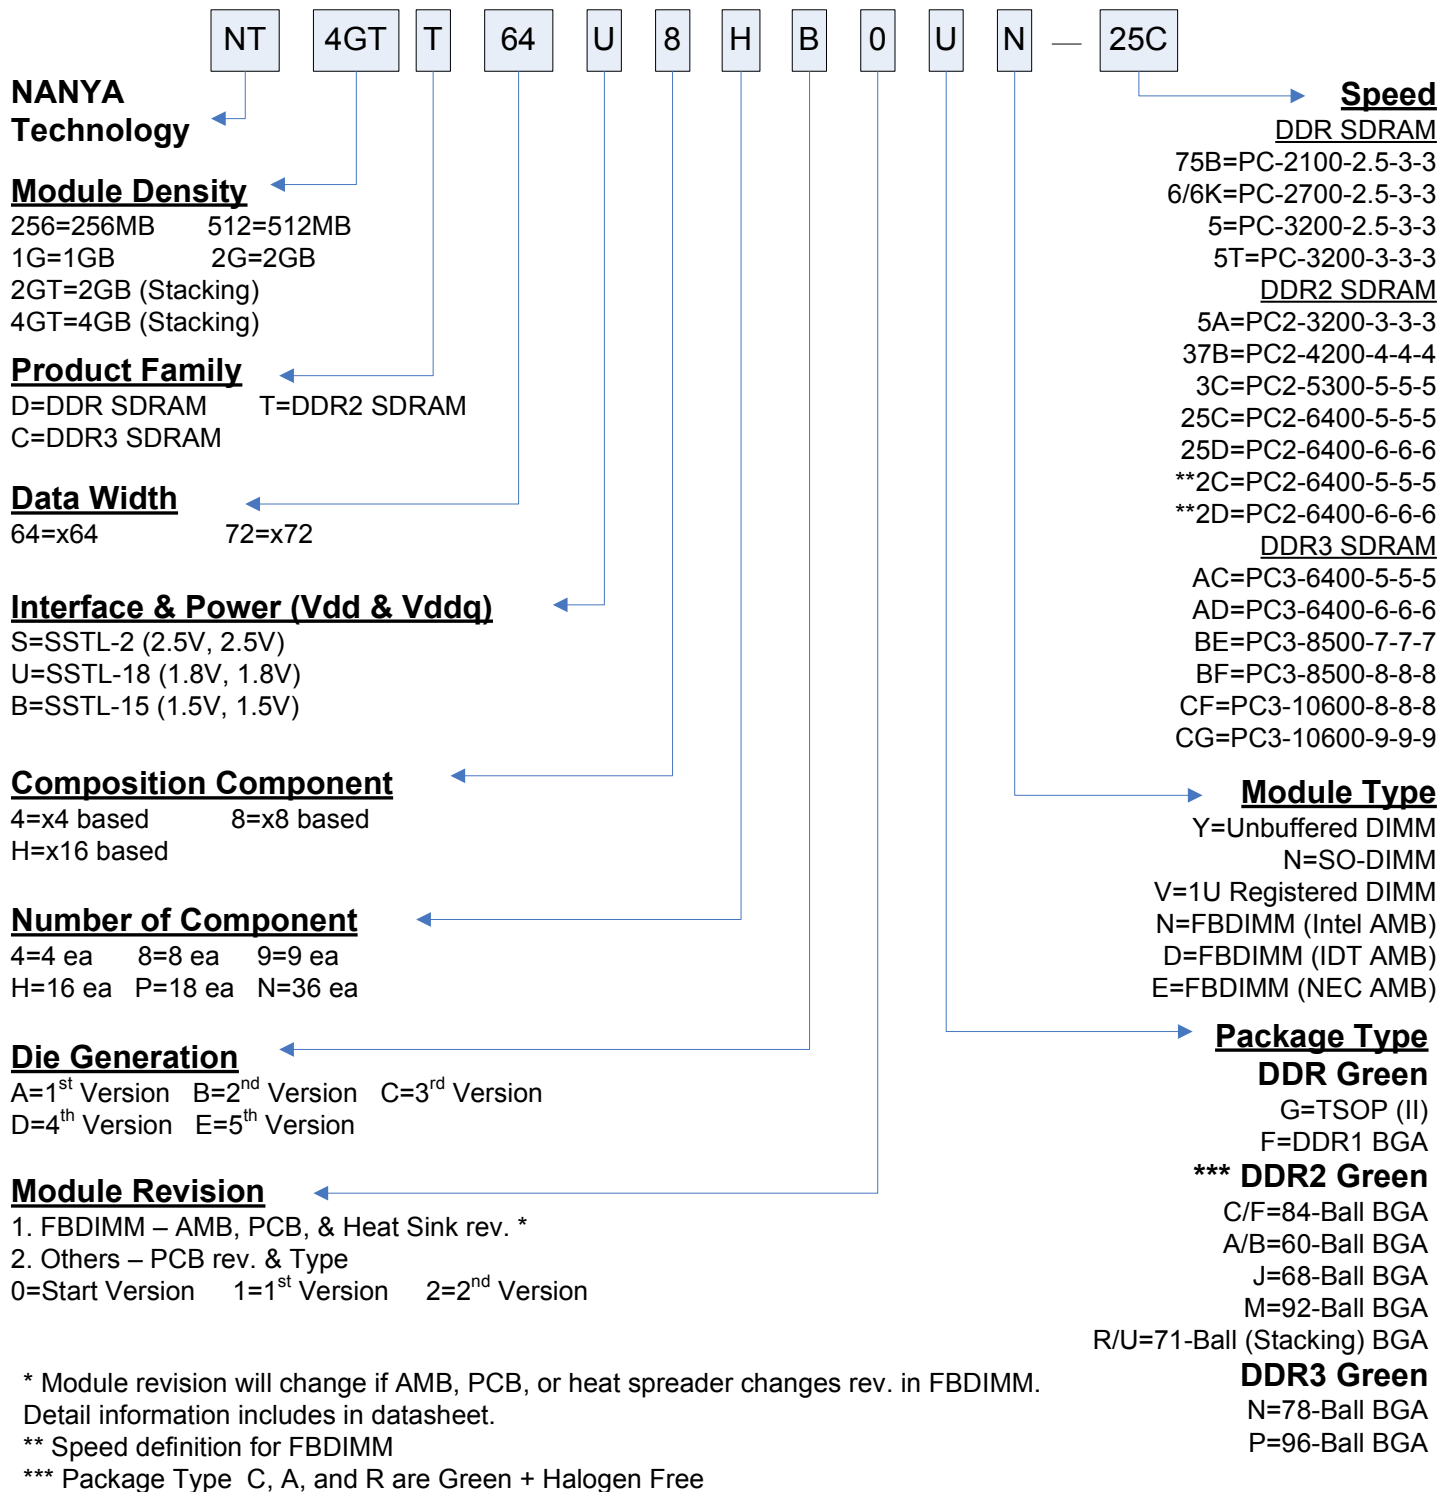 NT 4GT T 64 U 8 H B 0 U N — 25C
NANYA
Technology
Module Density
256=256MB 512=512MB
1G=1GB 2G=2GB
2GT=2GB (Stacking)
4GT=4GB (Stacking)
Product Family
D=DDR SDRAM T=DDR2 SDRAM
C=DDR3 SDRAM
Data Width
64=x64 72=x72
Interface & Power (Vdd & Vddq)
S=SSTL-2 (2.5V, 2.5V)
U=SSTL-18 (1.8V, 1.8V)
B=SSTL-15 (1.5V, 1.5V)
Composition Component
4=x4 based 8=x8 based
H=x16 based
Number of Component
4=4 ea 8=8 ea 9=9 ea
H=16 ea P=18 ea N=36 ea
Die Generation
A=1st Version B=2nd Version C=3rd Version
D=4th Version E=5th Version
Module Revision
1. FBDIMM – AMB, PCB, & Heat Sink rev. *
2. Others – PCB rev. & Type
0=Start Version 1=1st Version 2=2nd Version
Speed
DDR SDRAM
75B=PC-2100-2.5-3-3
6/6K=PC-2700-2.5-3-3
5=PC-3200-2.5-3-3
5T=PC-3200-3-3-3
DDR2 SDRAM
5A=PC2-3200-3-3-3
37B=PC2-4200-4-4-4
3C=PC2-5300-5-5-5
25C=PC2-6400-5-5-5
25D=PC2-6400-6-6-6
**2C=PC2-6400-5-5-5
**2D=PC2-6400-6-6-6
DDR3 SDRAM
AC=PC3-6400-5-5-5
AD=PC3-6400-6-6-6
BE=PC3-8500-7-7-7
BF=PC3-8500-8-8-8
CF=PC3-10600-8-8-8
CG=PC3-10600-9-9-9
Module Type
Y=Unbuffered DIMM
N=SO-DIMM
V=1U Registered DIMM
N=FBDIMM (Intel AMB)
D=FBDIMM (IDT AMB)
E=FBDIMM (NEC AMB)
Package Type
DDR Green
G=TSOP (II)
F=DDR1 BGA
*** DDR2 Green
C/F=84-Ball BGA
A/B=60-Ball BGA
J=68-Ball BGA
M=92-Ball BGA
R/U=71-Ball (Stacking) BGA
DDR3 Green
N=78-Ball BGA
P=96-Ball BGA
* Module revision will change if AMB, PCB, or heat spreader changes rev. in FBDIMM.
Detail information includes in datasheet.
** Speed definition for FBDIMM
*** Package Type C, A, and R are Green + Halogen Free